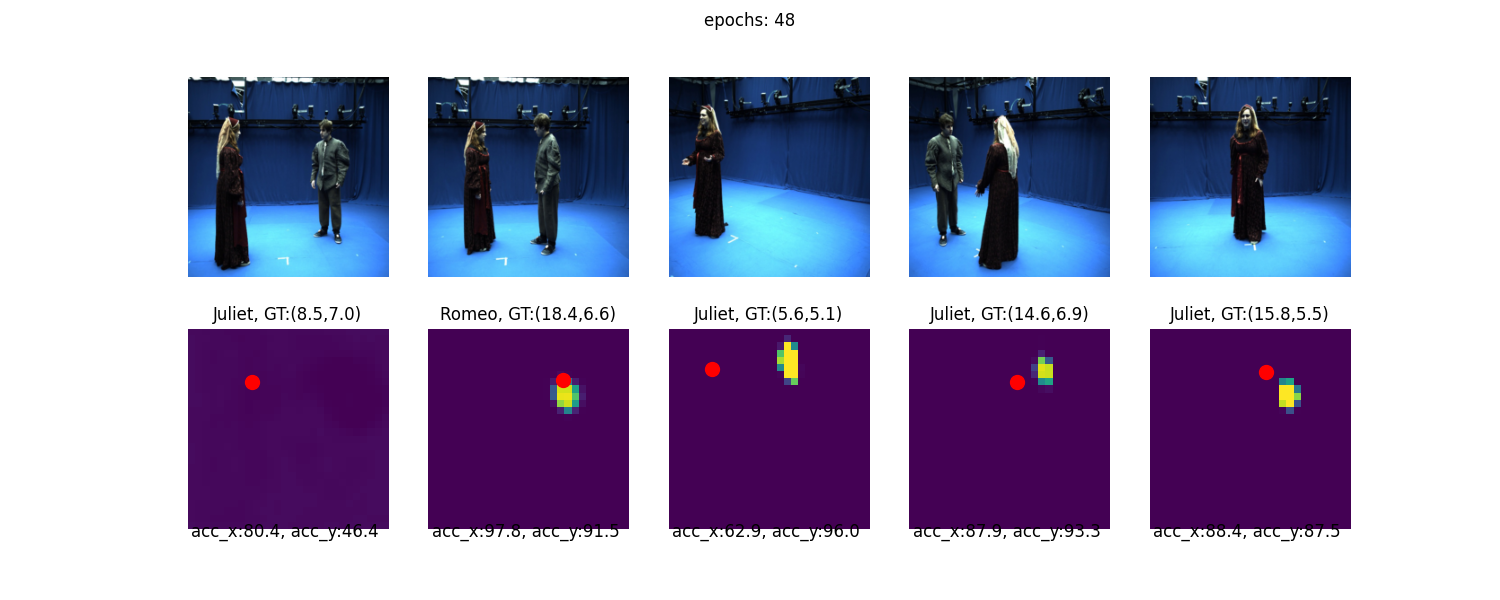 epochs: 48
Juliet, GT:(8.5,7.0)
Romeo, GT:(18.4,6.6)
Juliet, GT:(5.6,5.1)
Juliet, GT:(14.6,6.9)
Juliet, GT:(15.8,5.5)
acc_x:80.4, acc_y:46.4
acc_x:97.8, acc_y:91.5
acc_x:62.9, acc_y:96.0
acc_x:87.9, acc_y:93.3
acc_x:88.4, acc_y:87.5